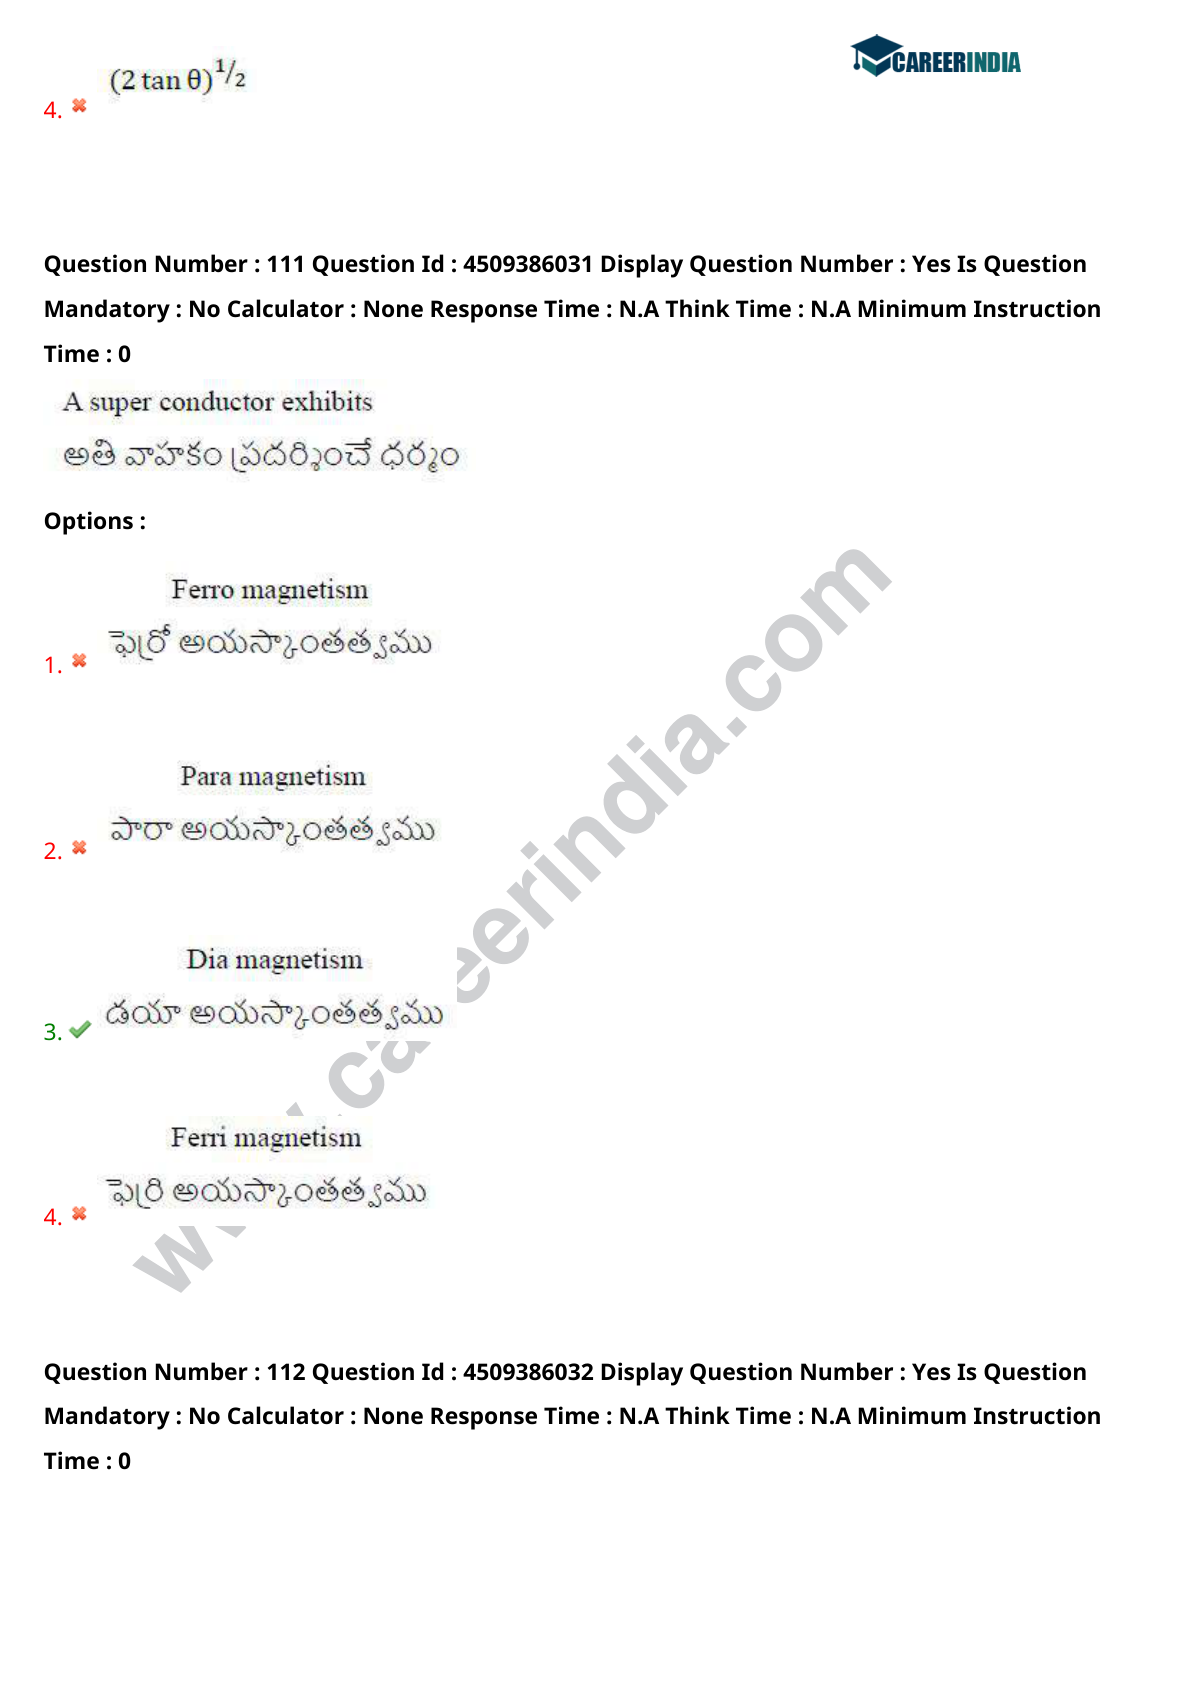 CAREERINDIA
(2 tan θ)^1/2
4.
Question Number : 111 Question Id : 4509386031 Display Question Number : Yes Is Question
Mandatory : No Calculator : None Response Time : N.A Think Time : N.A Minimum Instruction
Time : 0
A super conductor exhibits
అతి వాహకం ప్రదర్శించే ధర్మం
Options :
Ferro magnetism
ఫెర్రో అయస్కాంతత్వము
1.
Para magnetism
పారా అయస్కాంతత్వము
2.
Dia magnetism
డయా అయస్కాంతత్వము
3.
Ferri magnetism
ఫెర్రి అయస్కాంతత్వము
4.
www.careerindia.com
Question Number : 112 Question Id : 4509386032 Display Question Number : Yes Is Question
Mandatory : No Calculator : None Response Time : N.A Think Time : N.A Minimum Instruction
Time : 0